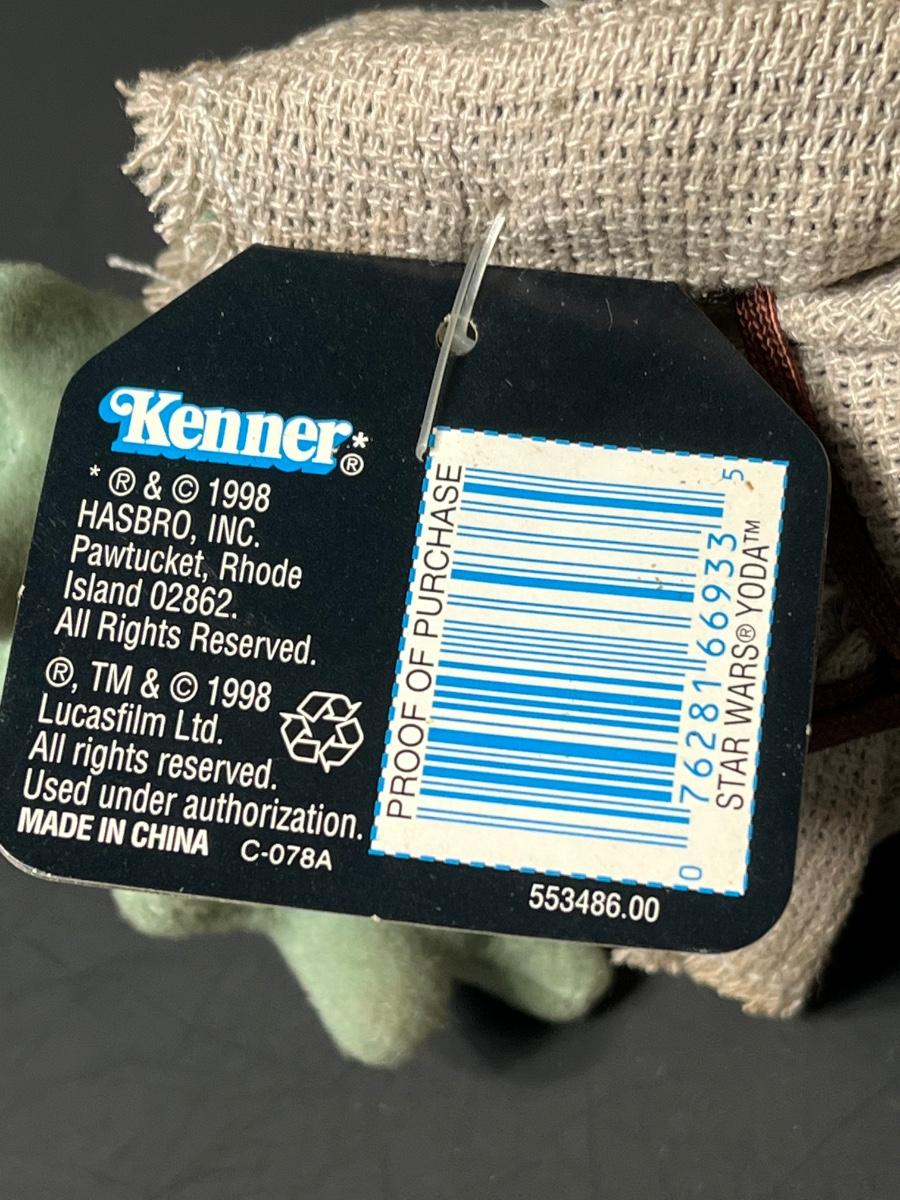 Kenner*®
* ® & © 1998
HASBRO, INC.
Pawtucket, Rhode
Island 02862.
All Rights Reserved.
®, TM & © 1998
Lucasfilm Ltd.
All rights reserved.
Used under authorization.
MADE IN CHINA C-078A
PROOF OF PURCHASE
0 76281 66933 5
STAR WARS® YODA™
553486.00